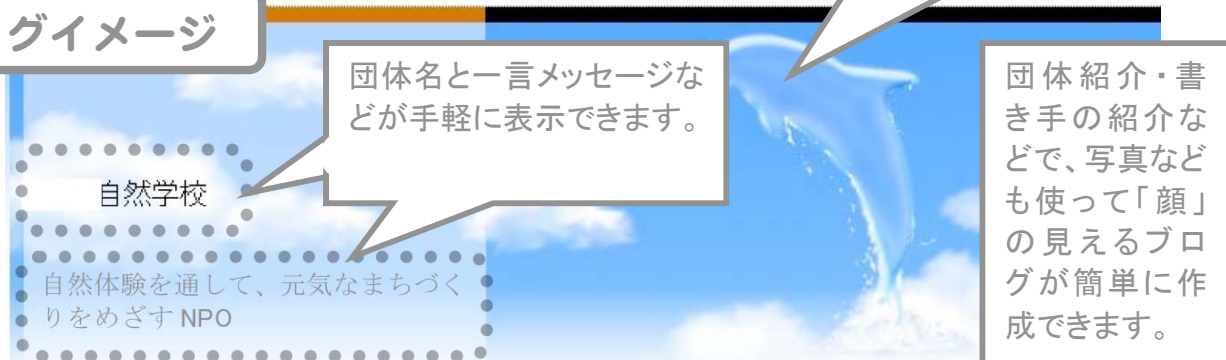 グイメージ
団体名と一言メッセージな
どが手軽に表示できます。
自然学校
自然体験を通して、元気なまちづく
りをめざす NPO
団体紹介・書
き手の紹介な
どで、写真など
も使って「顔」
の見えるブロ
グが簡単に作
成できます。